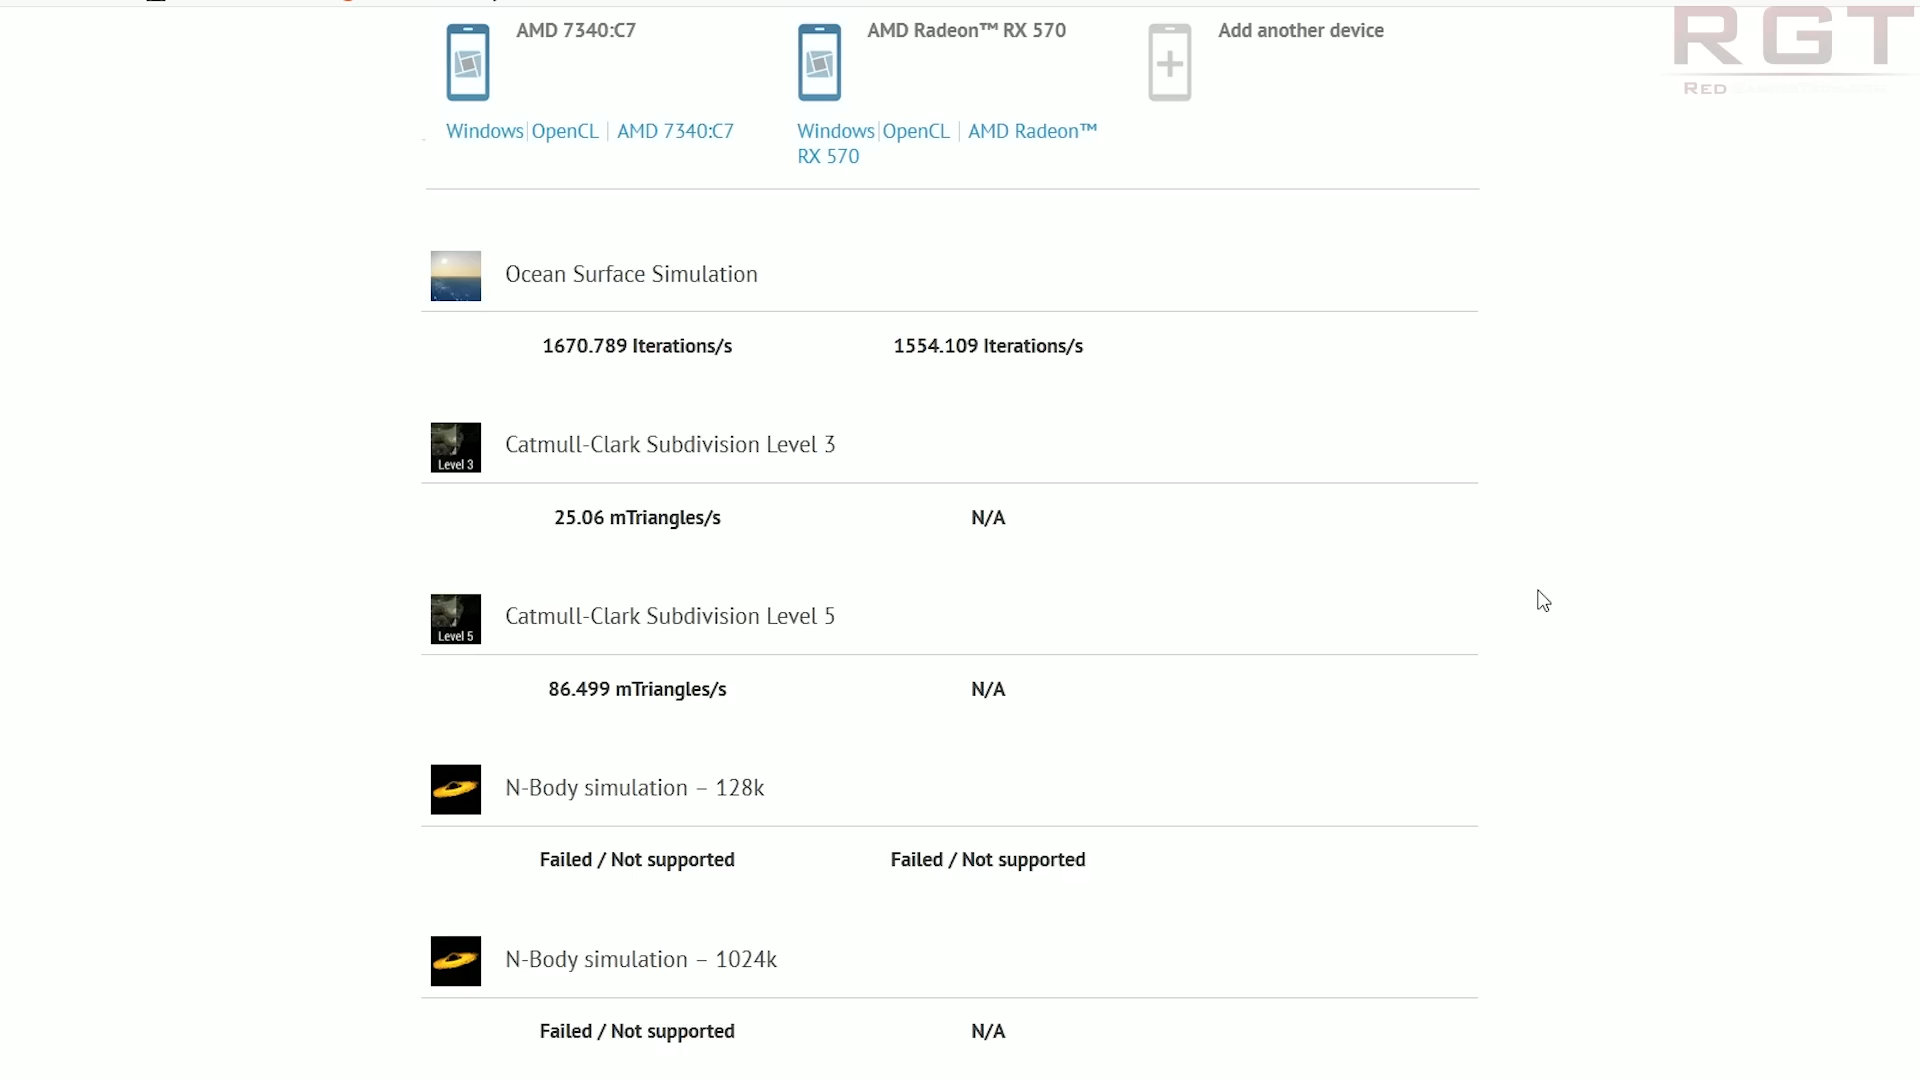 AMD 7340:C7
AMD Radeon™ RX 570
Add another device
RGT
RED
Windows OpenCL AMD 7340:C7
Windows OpenCL AMD Radeon™
RX 570
Ocean Surface Simulation
1670.789 Iterations/s
1554.109 Iterations/s
Level 3
Catmull-Clark Subdivision Level 3
25.06 mTriangles/s
N/A
Level 5
Catmull-Clark Subdivision Level 5
86.499 mTriangles/s
N/A
N-Body simulation – 128k
Failed / Not supported
Failed / Not supported
N-Body simulation – 1024k
Failed / Not supported
N/A